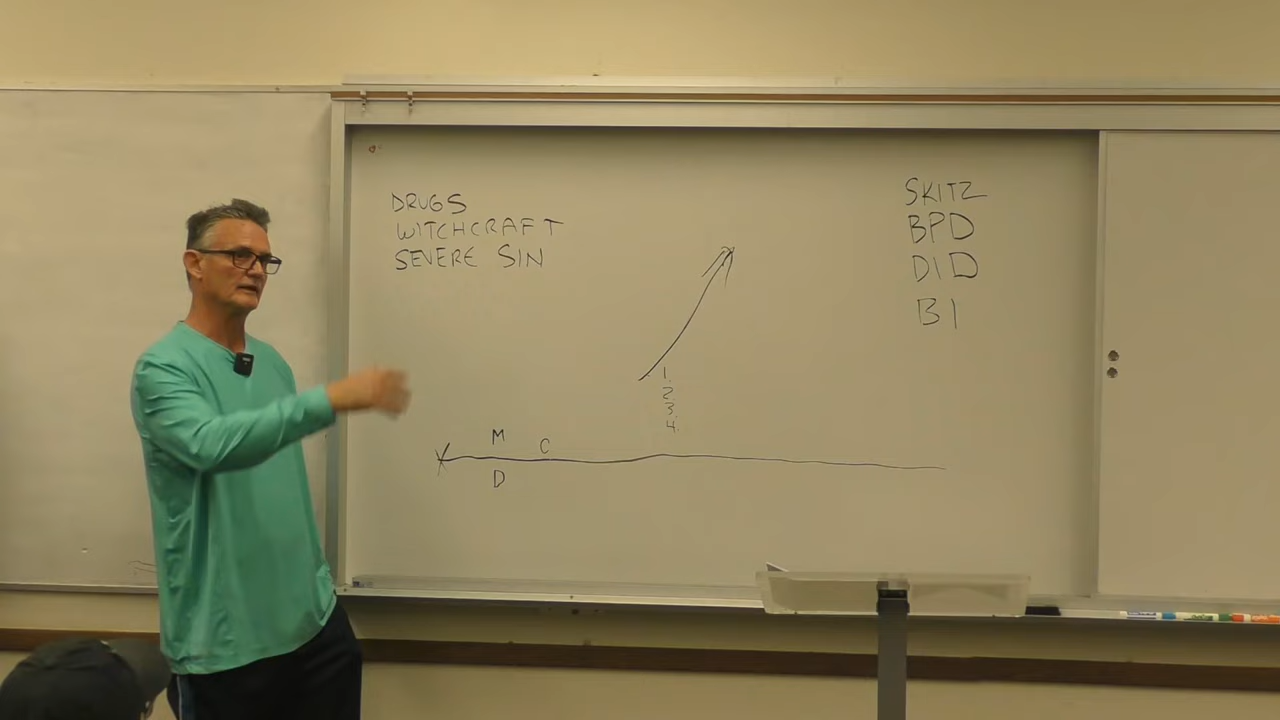 DRUGS
WITCHCRAFT
SEVERE SIN
SKITZ
BPD
DID
BI
1.
2.
3.
4.
M
C
D